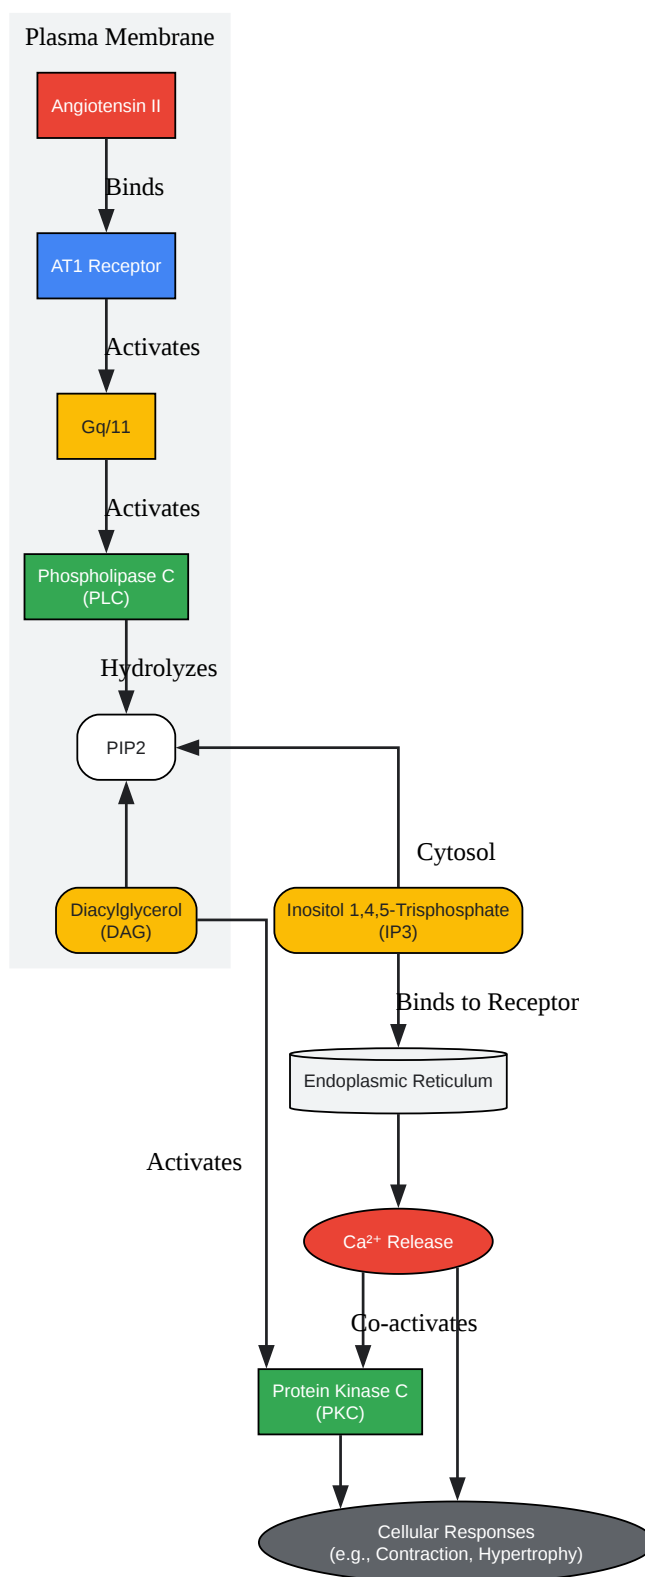 Plasma Membrane
Angiotensin II
Binds
AT1 Receptor
Activates
Gq/11
Activates
Phospholipase C
(PLC)
Hydrolyzes
PIP2
Cytosol
Diacylglycerol
(DAG)
Inositol 1,4,5-Trisphosphate
(IP3)
Binds to Receptor
Endoplasmic Reticulum
Activates
Ca²⁺ Release
Co-activates
Protein Kinase C
(PKC)
Cellular Responses
(e.g., Contraction, Hypertrophy)